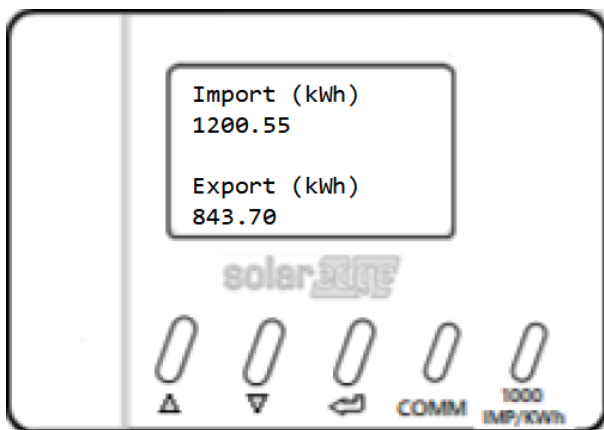 Import (kWh)
1200.55
Export (kWh)
843.70
solaredge
COMM
1000
IMP/KWh